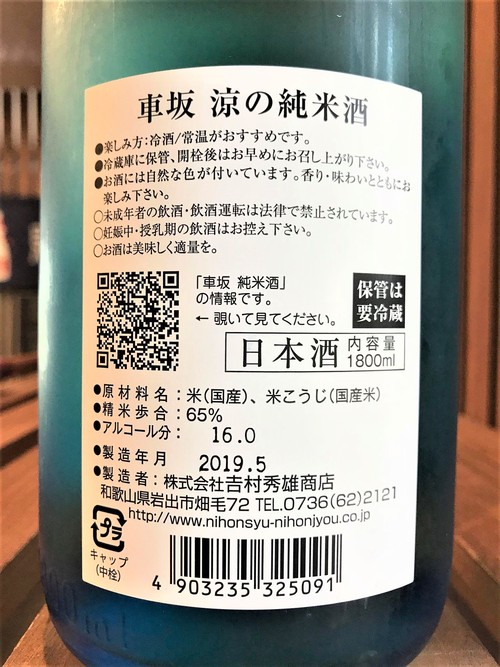 車坂 涼の純米酒
●楽しみ方:冷酒/常温がおすすめです。
●冷蔵庫に保管、開栓後はお早めにお召し上がり下さい。
●お酒には自然な色が付いています。香り・味わいとともにお
楽しみ下さい。
○未成年者の飲酒・飲酒運転は法律で禁止されています。
○妊娠中・授乳期の飲酒はお控え下さい。
○お酒は美味しく適量を。
「車坂 純米酒」
の情報です。
← 覗いて見てください。
保管は
要冷蔵
日本酒 内容量 1800ml
●原材料名:米(国産)、米こうじ(国産米)
●精米歩合:65%
●アルコール分: 16.0
●製造年月 2019.5
●製造者:株式会社吉村秀雄商店
和歌山県岩出市畑毛72 TEL.0736(62)2121
http://www.nihonsyu-nihonjyou.co.jp
プラ
キャップ
(中栓)
4 903235 325091